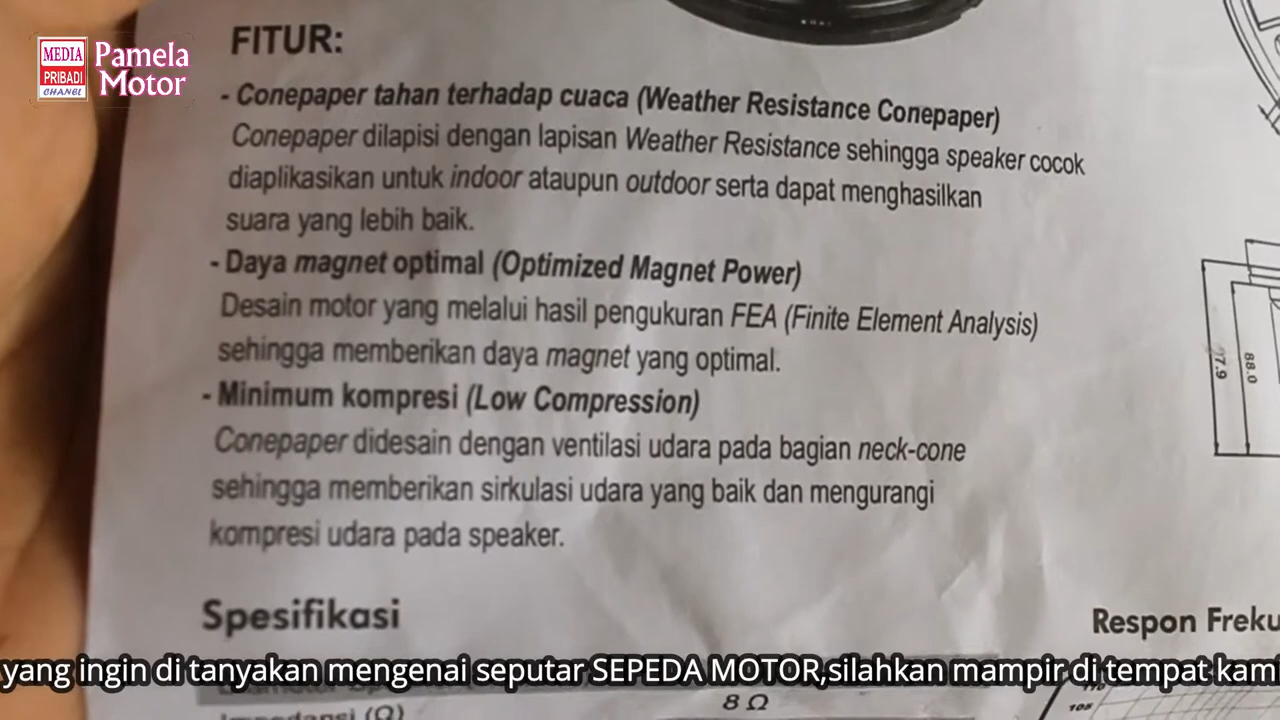 MEDIA
PRIBADI
CHANEL
Pamela
Motor
FITUR:
- Conepaper tahan terhadap cuaca (Weather Resistance Conepaper)
Conepaper dilapisi dengan lapisan Weather Resistance sehingga speaker cocok
diaplikasikan untuk indoor ataupun outdoor serta dapat menghasilkan
suara yang lebih baik.
- Daya magnet optimal (Optimized Magnet Power)
Desain motor yang melalui hasil pengukuran FEA (Finite Element Analysis)
sehingga memberikan daya magnet yang optimal.
- Minimum kompresi (Low Compression)
Conepaper didesain dengan ventilasi udara pada bagian neck-cone
sehingga memberikan sirkulasi udara yang baik dan mengurangi
kompresi udara pada speaker.
88.0
Spesifikasi
Respon Freku
yang ingin di tanyakan mengenai seputar SEPEDA MOTOR,silahkan mampir di tempat kami
Impedansi (Ω)
8 Ω
110
105